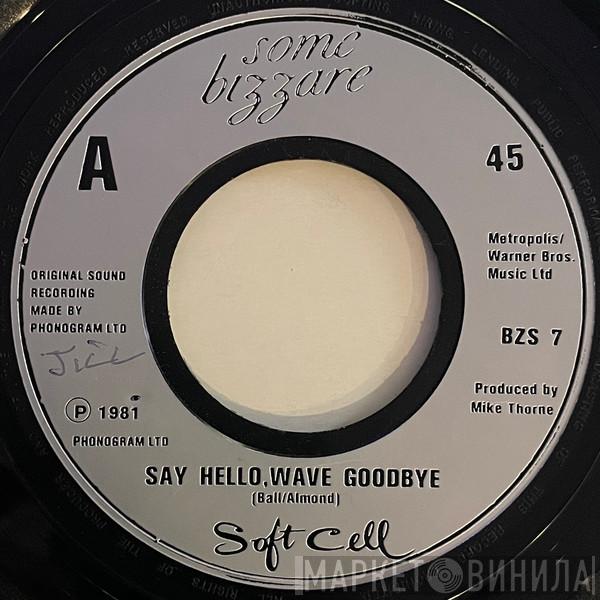 some
bizzare
A
45
Metropolis/
Warner Bros.
Music Ltd
ORIGINAL SOUND
RECORDING
MADE BY
PHONOGRAM LTD
BZS 7
Ⓟ 1981
PHONOGRAM LTD
Produced by
Mike Thorne
SAY HELLO,WAVE GOODBYE
(Ball/Almond)
Soft Cell
МАРКЕТ ВИНИЛА